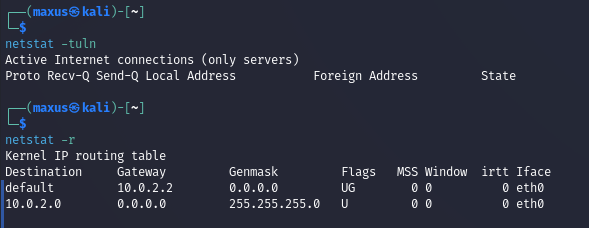 ┌──(maxus㉿kali)-[~]
└─$
netstat -tuln
Active Internet connections (only servers)
Proto Recv-Q Send-Q Local Address           Foreign Address         State
┌──(maxus㉿kali)-[~]
└─$
netstat -r
Kernel IP routing table
Destination     Gateway         Genmask         Flags   MSS Window  irtt Iface
default         10.0.2.2        0.0.0.0         UG        0 0          0 eth0
10.0.2.0        0.0.0.0         255.255.255.0   U         0 0          0 eth0